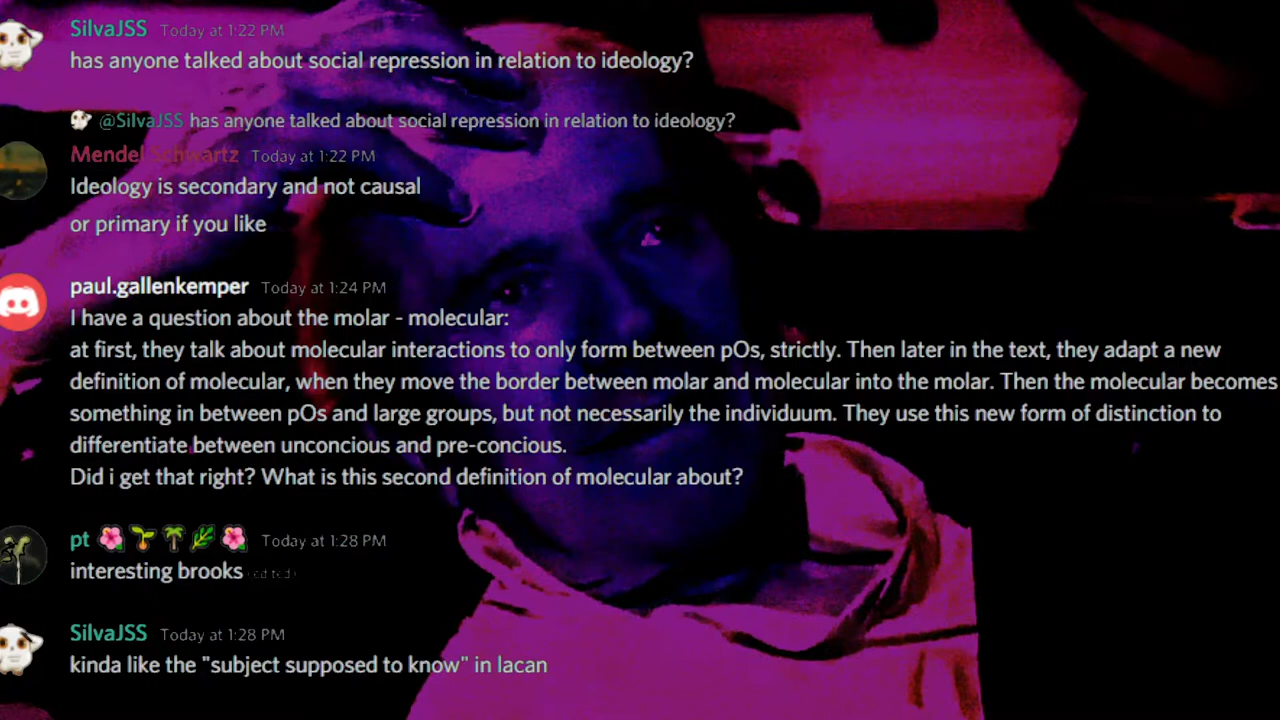 SilvaJSS Today at 1:22 PM
has anyone talked about social repression in relation to ideology?
@SilvaJSS has anyone talked about social repression in relation to ideology?
Mendel Schwartz Today at 1:22 PM
Ideology is secondary and not causal
or primary if you like
paul.gallenkemper Today at 1:24 PM
I have a question about the molar - molecular:
at first, they talk about molecular interactions to only form between pOs, strictly. Then later in the text, they adapt a new
definition of molecular, when they move the border between molar and molecular into the molar. Then the molecular becomes
something in between pOs and large groups, but not necessarily the individuum. They use this new form of distinction to
differentiate between unconcious and pre-concious.
Did i get that right? What is this second definition of molecular about?
pt 🌺 🌱 🌴 🌿 🌺 Today at 1:28 PM
interesting brooks (edited)
SilvaJSS Today at 1:28 PM
kinda like the "subject supposed to know" in lacan